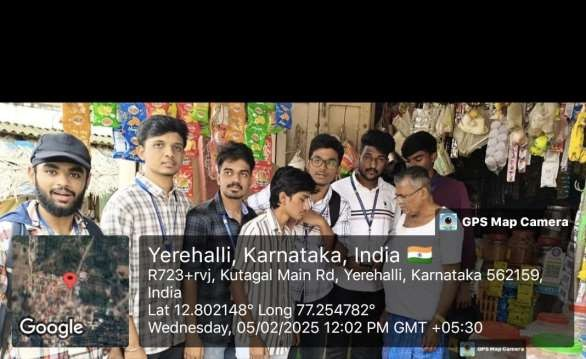 GPS Map Camera
Yerehalli, Karnataka, India
R723+rvj, Kutagal Main Rd, Yerehalli, Karnataka 562159,
India
Lat 12.802148° Long 77.254782°
Wednesday, 05/02/2025 12:02 PM GMT +05:30
Google
GPS Map Camera